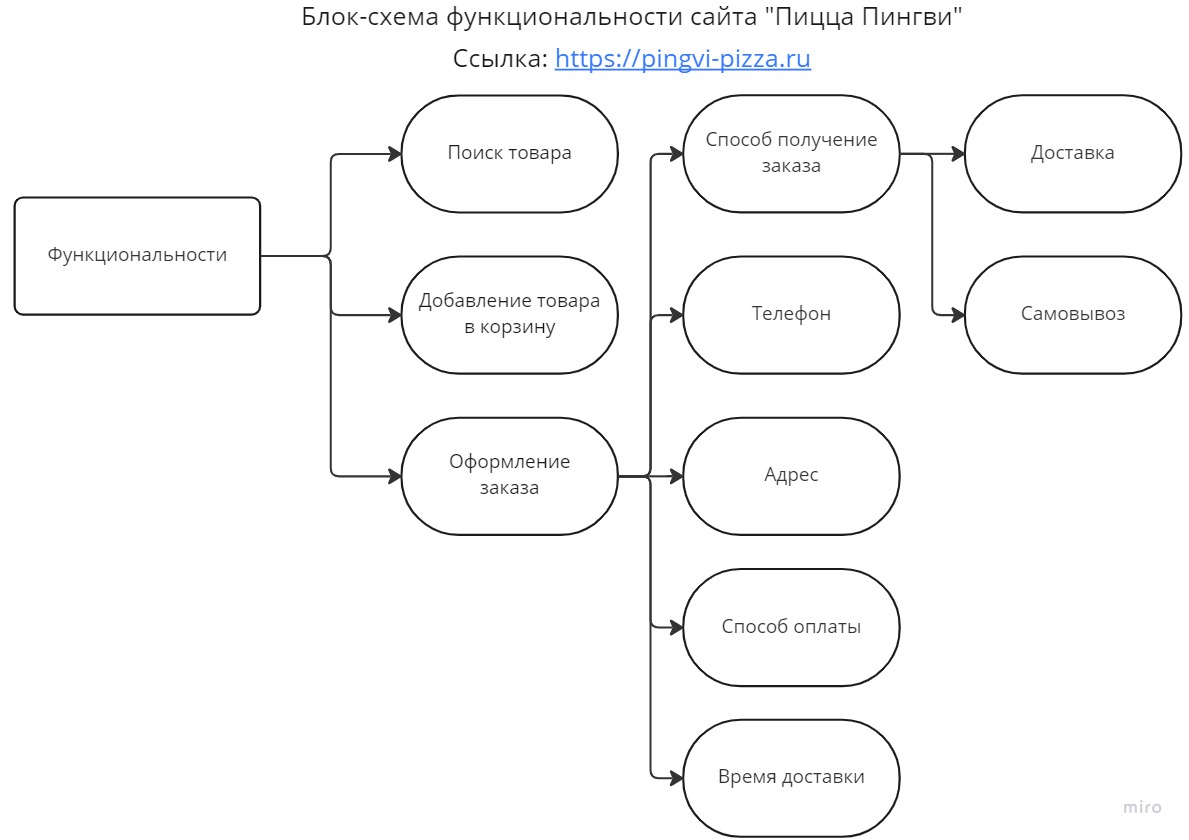 Блок-схема функциональности сайта "Пицца Пингви"
Ссылка: https://pingvi-pizza.ru
Функциональности
Поиск товара
Добавление товара
в корзину
Оформление
заказа
Способ получение
заказа
Телефон
Адрес
Способ оплаты
Время доставки
Доставка
Самовывоз
miro